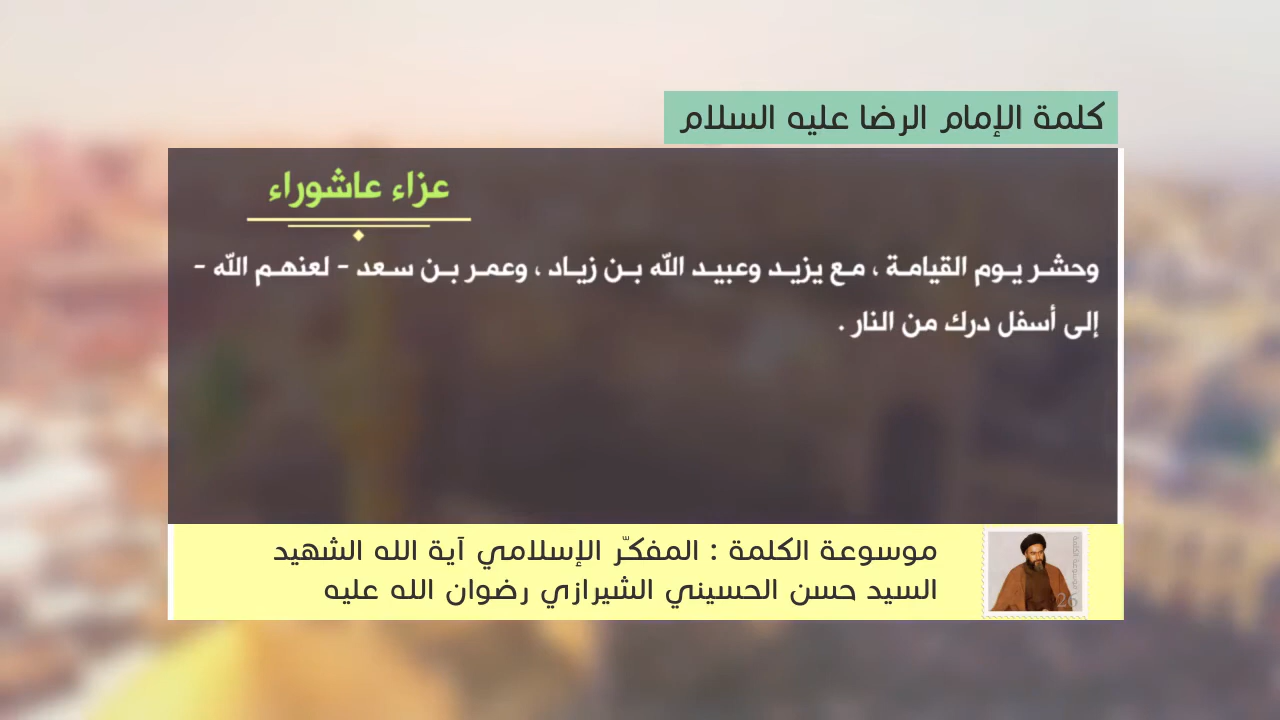 كلمة الإمام الرضا عليه السلام
عزاء عاشوراء
وحشر يوم القيامة ، مع يزيد وعبيد الله بن زياد ، وعمر بن سعد - لعنهم الله -
إلى أسفل درك من النار .
موسوعة الكلمة : المفكّر الإسلامي آية الله الشهيد
السيد حسن الحسيني الشيرازي رضوان الله عليه